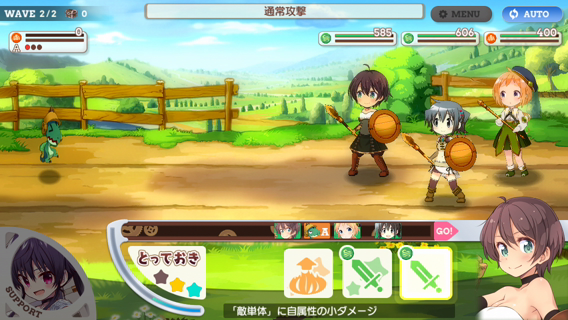 WAVE 2/2 0
通常攻撃
MENU
AUTO
0
A
585
606
400
A
GO!
とっておき
SUPPORT
「敵単体」に自属性の小ダメージ